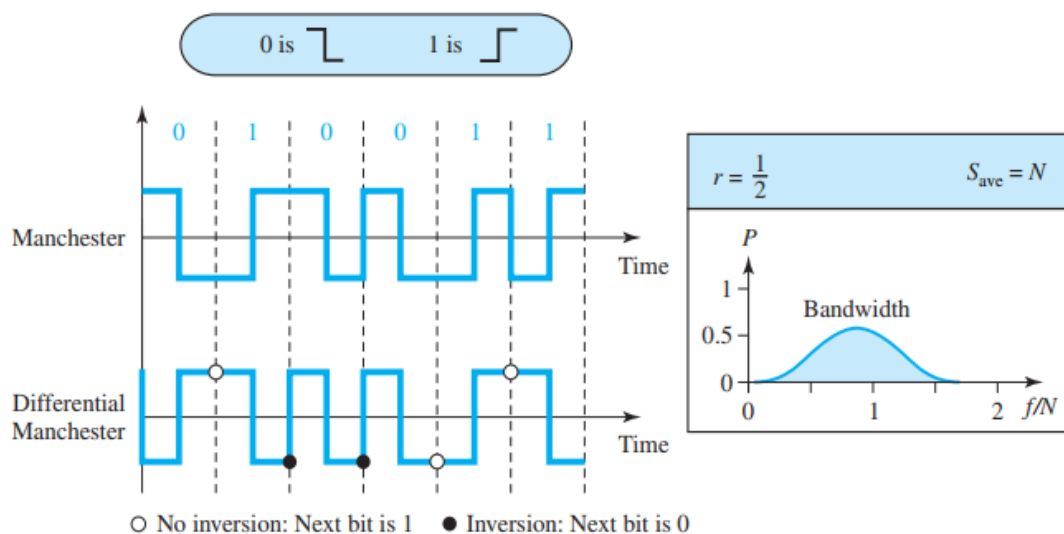 0 is 1 is
0 1 0 0 1 1
Manchester
Time
Differential
Manchester
Time
○ No inversion: Next bit is 1 ● Inversion: Next bit is 0
r = 1/2 S_ave = N
P
1
Bandwidth
0.5
0
0 1 2 f/N